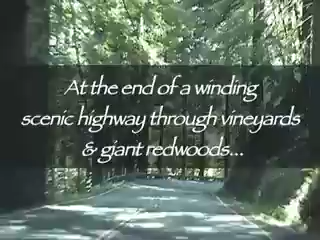 At the end of a winding
scenic highway through vineyards
& giant redwoods...